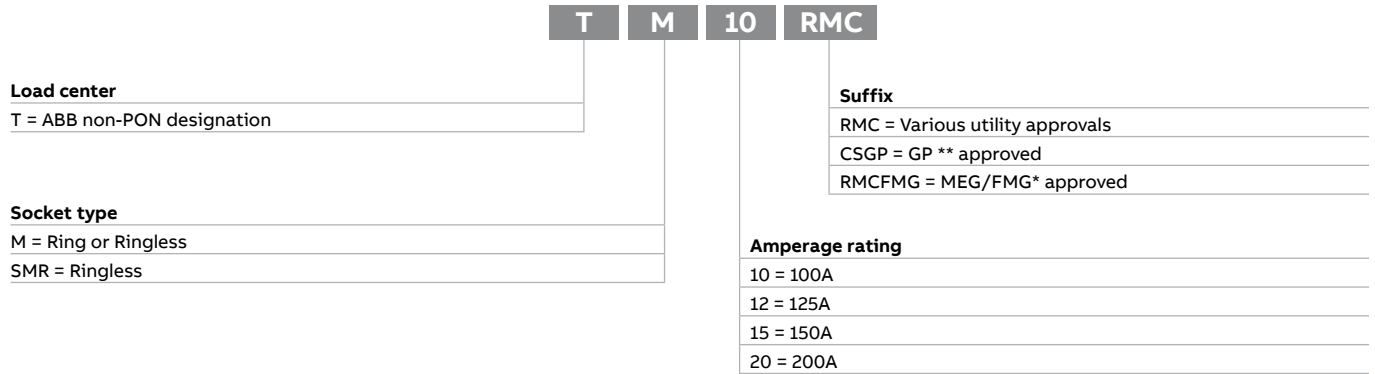 T M 10 RMC
Load center
T = ABB non-PON designation
Socket type
M = Ring or Ringless
SMR = Ringless
Suffix
RMC = Various utility approvals
CSGP = GP ** approved
RMCFMG = MEG/FMG* approved
Amperage rating
10 = 100A
12 = 125A
15 = 150A
20 = 200A